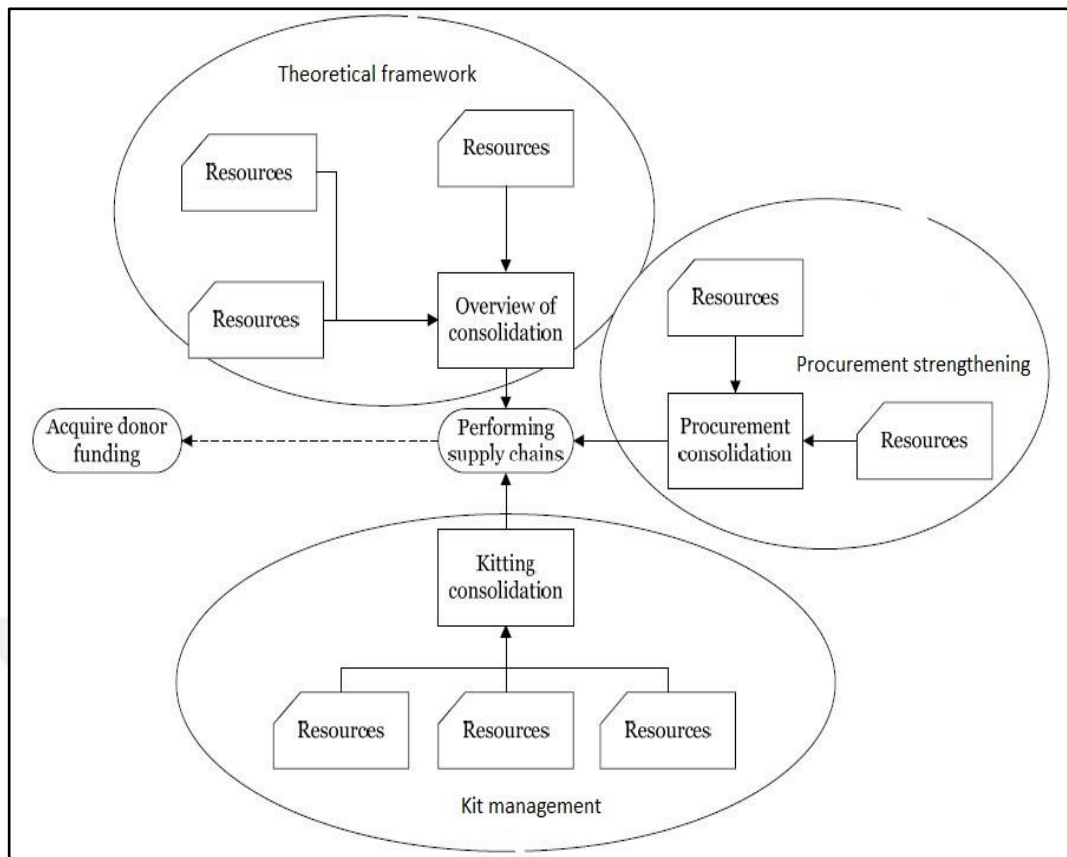 Theoretical framework
Resources
Resources
Resources
Overview of
consolidation
Resources
Procurement strengthening
Procurement
consolidation
Resources
Acquire donor
funding
Performing
supply chains
Kitting
consolidation
Resources
Resources
Resources
Kit management